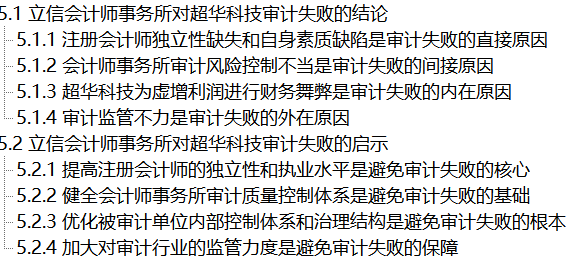 5.1 立信会计师事务所对超华科技审计失败的结论
5.1.1 注册会计师独立性缺失和自身素质缺陷是审计失败的直接原因
5.1.2 会计师事务所审计风险控制不当是审计失败的间接原因
5.1.3 超华科技为虚增利润进行财务舞弊是审计失败的内在原因
5.1.4 审计监管不力是审计失败的外在原因
5.2 立信会计师事务所对超华科技审计失败的启示
5.2.1 提高注册会计师的独立性和执业水平是避免审计失败的核心
5.2.2 健全会计师事务所审计质量控制体系是避免审计失败的基础
5.2.3 优化被审计单位内部控制体系和治理结构是避免审计失败的根本
5.2.4 加大对审计行业的监管力度是避免审计失败的保障